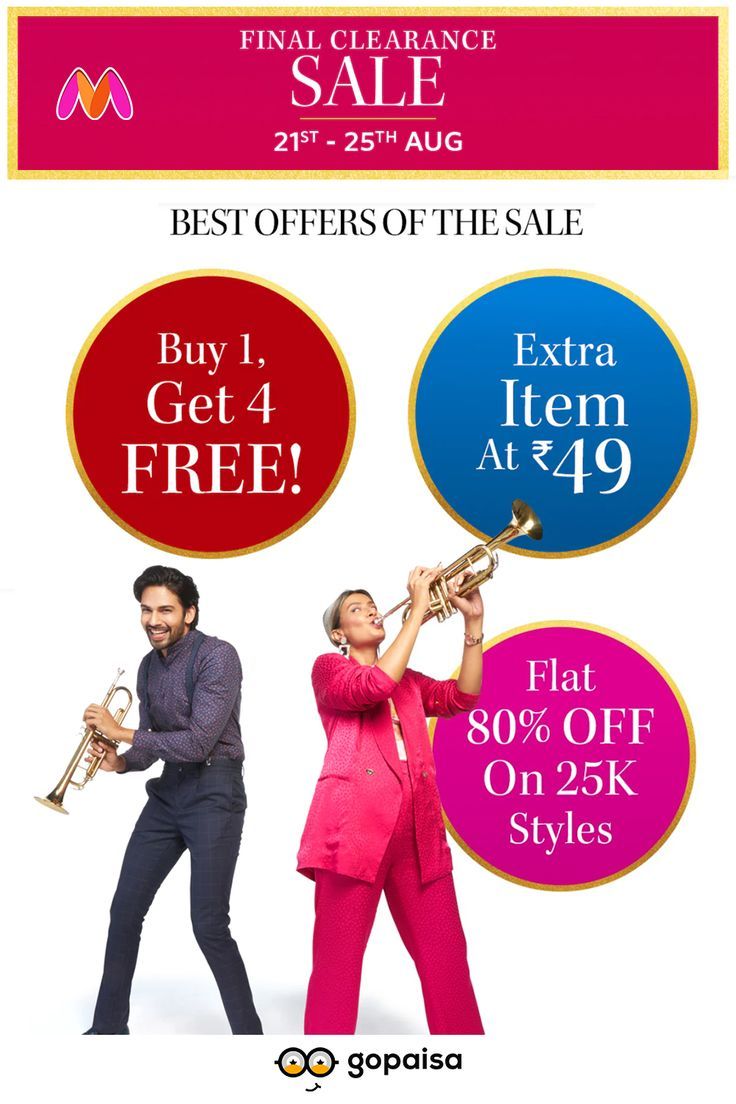 FINAL CLEARANCE
SALE
21ST - 25TH AUG
BEST OFFERS OF THE SALE
Buy 1,
Get 4
FREE!
Extra
Item
At ₹49
Flat
80% OFF
On 25K
Styles
gopaisa